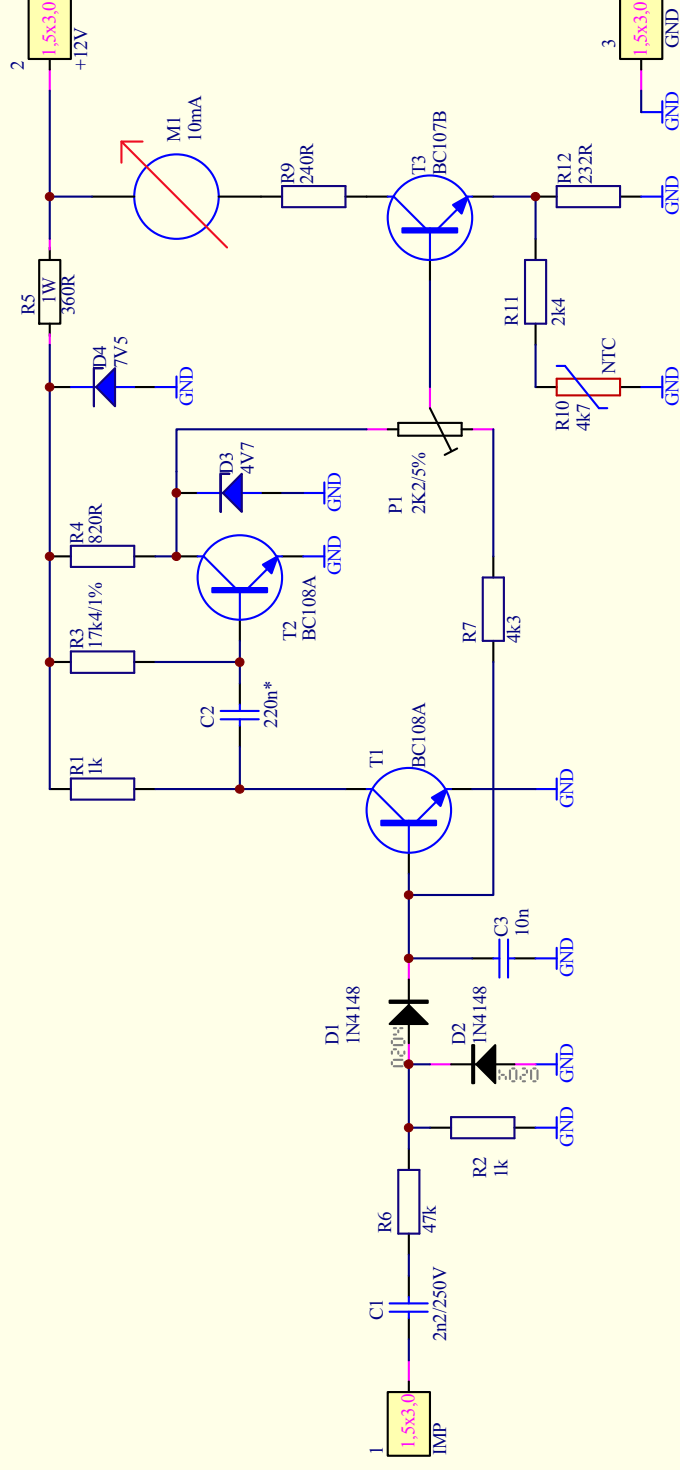 1
1,5x3,0
IMP
C1
2n2/250V
R6
47k
R2
1k
GND
D1
1N4148
0204
D2
1N4148
0204
GND
C3
10n
GND
T1
BC108A
GND
R1
1k
C2
220n*
R3
17k4/1%
R4
820R
T2
BC108A
GND
D3
4V7
GND
R7
4k3
P1
2K2/5%
D4
7V5
GND
R5
1W
360R
M1
10mA
R9
240R
T3
BC107B
R10
4k7
NTC
GND
R11
2k4
R12
232R
GND
2
1,5x3,0
+12V
3
1,5x3,0
GND
GND